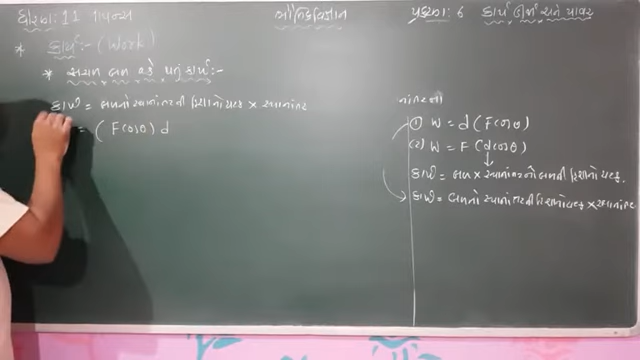 ધોરણ: 11 સાયન્સ
ભૌતિકવિજ્ઞાન
પ્રકરણ: 6 કાર્ય ઊર્જા અને પાવર
* કાર્ય:- (Work)
* અચળ બળ વડે થતું કાર્ય:-
કાર્ય = બળનો સ્થાનાંતરની દિશાનો ઘટક × સ્થાનાંતર
= ( F cosθ ) d
① W = d ( F cosθ )
(2) W = F ( d cosθ )
કાર્ય = બળ × સ્થાનાંતરનો બળની દિશાનો ઘટક.
કાર્ય = બળનો સ્થાનાંતરની દિશાનો ઘટક × સ્થાનાંતર